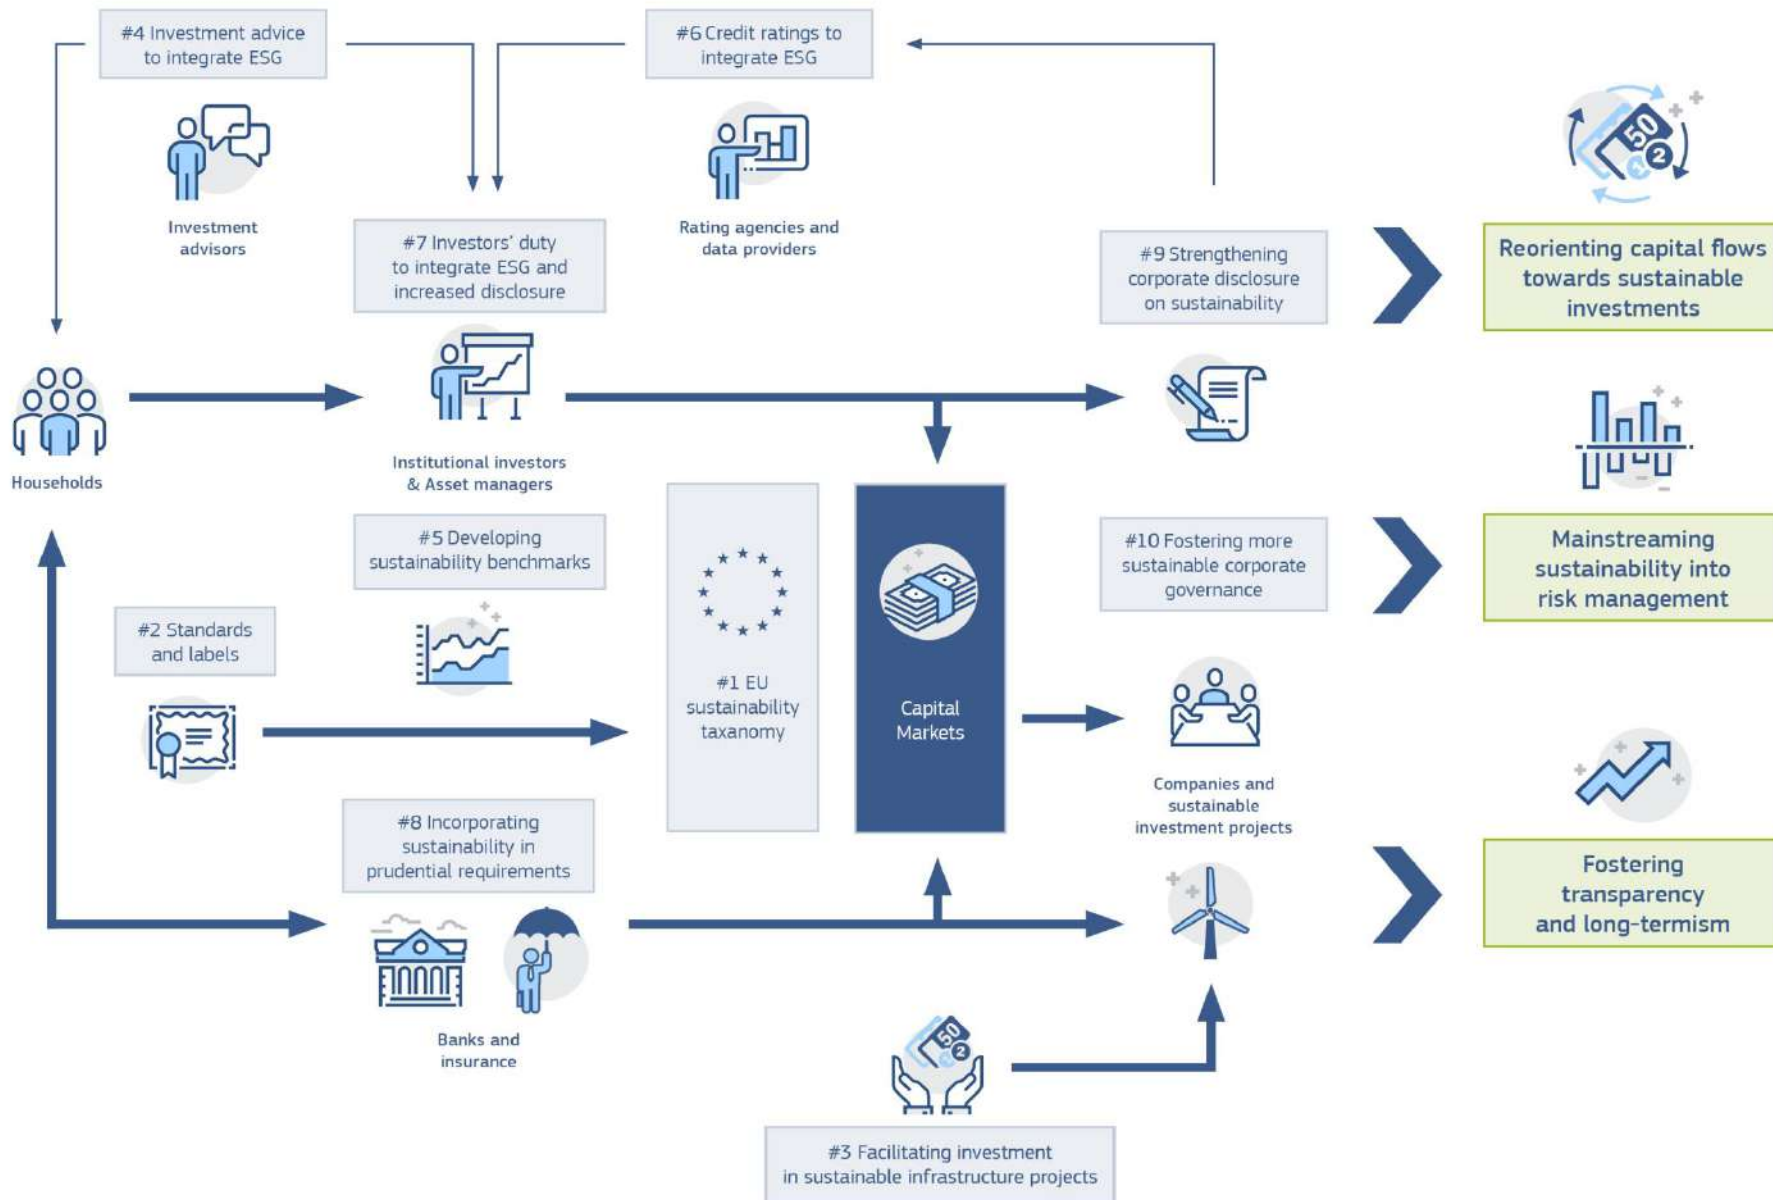 #4 Investment advice
to integrate ESG
#6 Credit ratings to
integrate ESG
Investment
advisors
#7 Investors' duty
to integrate ESG and
increased disclosure
Rating agencies and
data providers
#9 Strengthening
corporate disclosure
on sustainability
50
2
Reorienting capital flows
towards sustainable
investments
Households
Institutional investors
& Asset managers
#5 Developing
sustainability benchmarks
#2 Standards
and labels
#1 EU
sustainability
taxanomy
Capital
Markets
#10 Fostering more
sustainable corporate
governance
Mainstreaming
sustainability into
risk management
Companies and
sustainable
investment projects
#8 Incorporating
sustainability in
prudential requirements
Banks and
insurance
Fostering
transparency
and long-termism
50
2
#3 Facilitating investment
in sustainable infrastructure projects